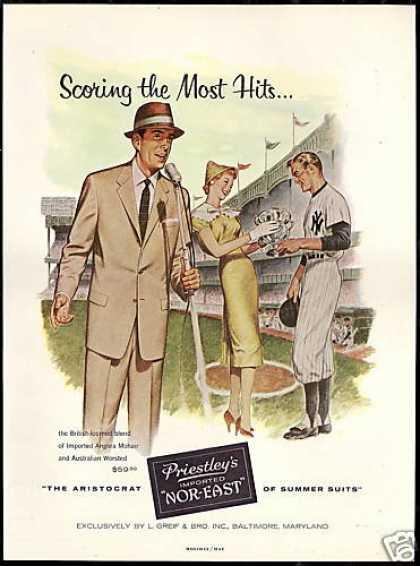 Scoring the Most Hits...
NY
the British-loomed blend
of Imported Angora Mohair
and Australian Worsted
$59.50
Priestley's
IMPORTED
"NOR-EAST"
"THE ARISTOCRAT
OF SUMMER SUITS"
EXCLUSIVELY BY L. GREIF & BRO. INC., BALTIMORE, MARYLAND